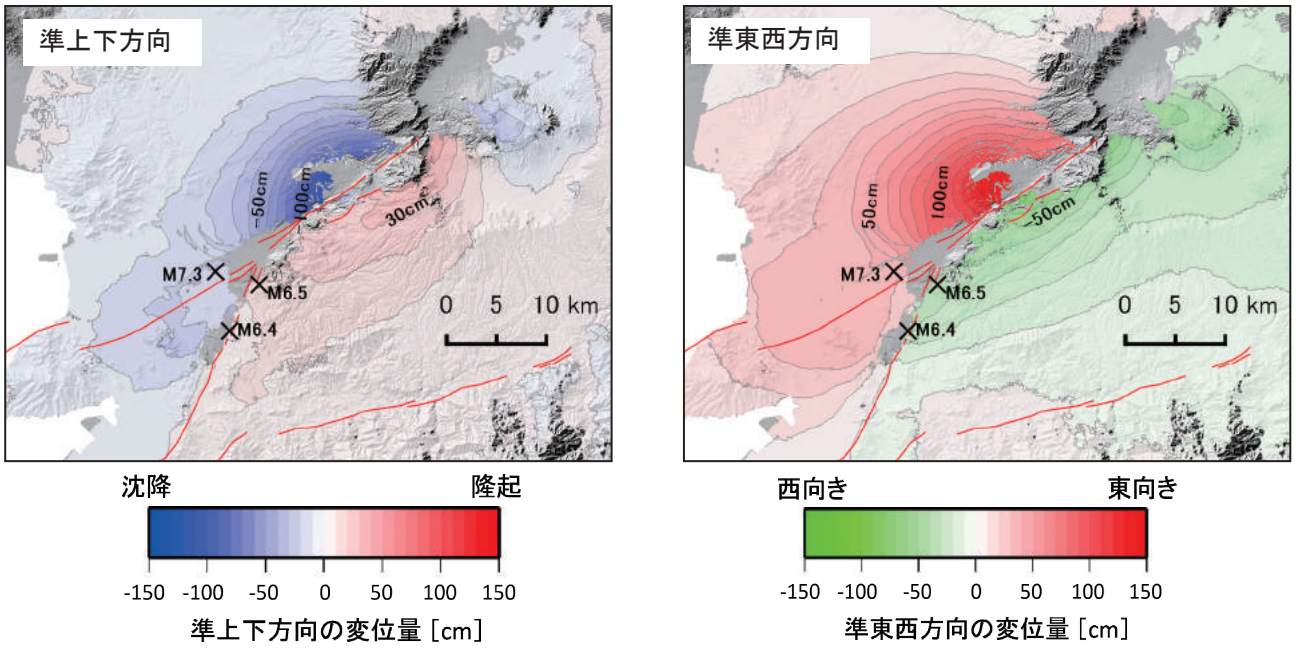 準上下方向
-50cm
-100cm
30cm
M7.3
M6.5
M6.4
0 5 10 km
沈降 隆起
-150 -100 -50 0 50 100 150
準上下方向の変位量 [cm]
準東西方向
50cm
100cm
-50cm
M7.3
M6.5
M6.4
0 5 10 km
西向き 東向き
-150 -100 -50 0 50 100 150
準東西方向の変位量 [cm]